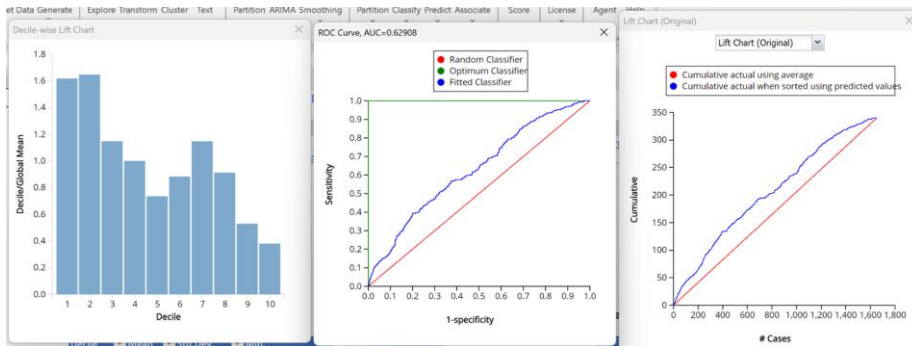 et Data Generate Explore Transform Cluster Text Partition ARIMA Smoothing Partition Classify Predict Associate Score License Agent Help
Decile-wise Lift Chart
Decile/Global Mean
1.8
1.6
1.4
1.2
1.0
0.8
0.6
0.4
0.2
0.0
1 2 3 4 5 6 7 8 9 10
Decile
ROC Curve, AUC=0.62908
Random Classifier
Optimum Classifier
Fitted Classifier
Sensitivity
1.0
0.9
0.8
0.7
0.6
0.5
0.4
0.3
0.2
0.1
0.0
0.0 0.1 0.2 0.3 0.4 0.5 0.6 0.7 0.8 0.9 1.0
1-specificity
Lift Chart (Original)
Lift Chart (Original)
Cumulative actual using average
Cumulative actual when sorted using predicted values
Cumulative
350
300
250
200
150
100
50
0
0 200 400 600 800 1,000 1,200 1,400 1,600 1,800
# Cases